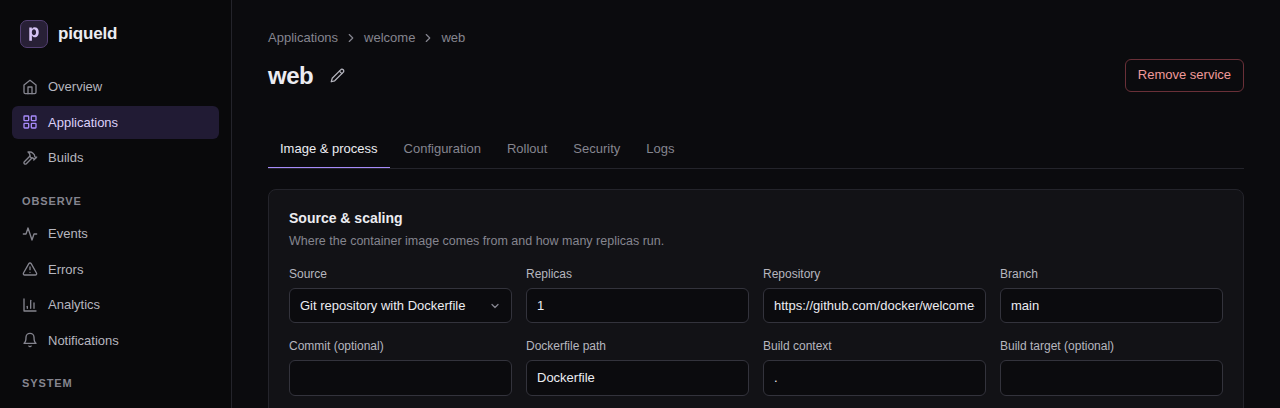 p piqueld
Overview
Applications
Builds
OBSERVE
Events
Errors
Analytics
Notifications
SYSTEM
Applications > welcome > web
web
Remove service
Image & process Configuration Rollout Security Logs
Source & scaling
Where the container image comes from and how many replicas run.
Source Replicas Repository Branch
Git repository with Dockerfile 1 https://github.com/docker/welcome main
Commit (optional) Dockerfile path Build context Build target (optional)
Dockerfile .